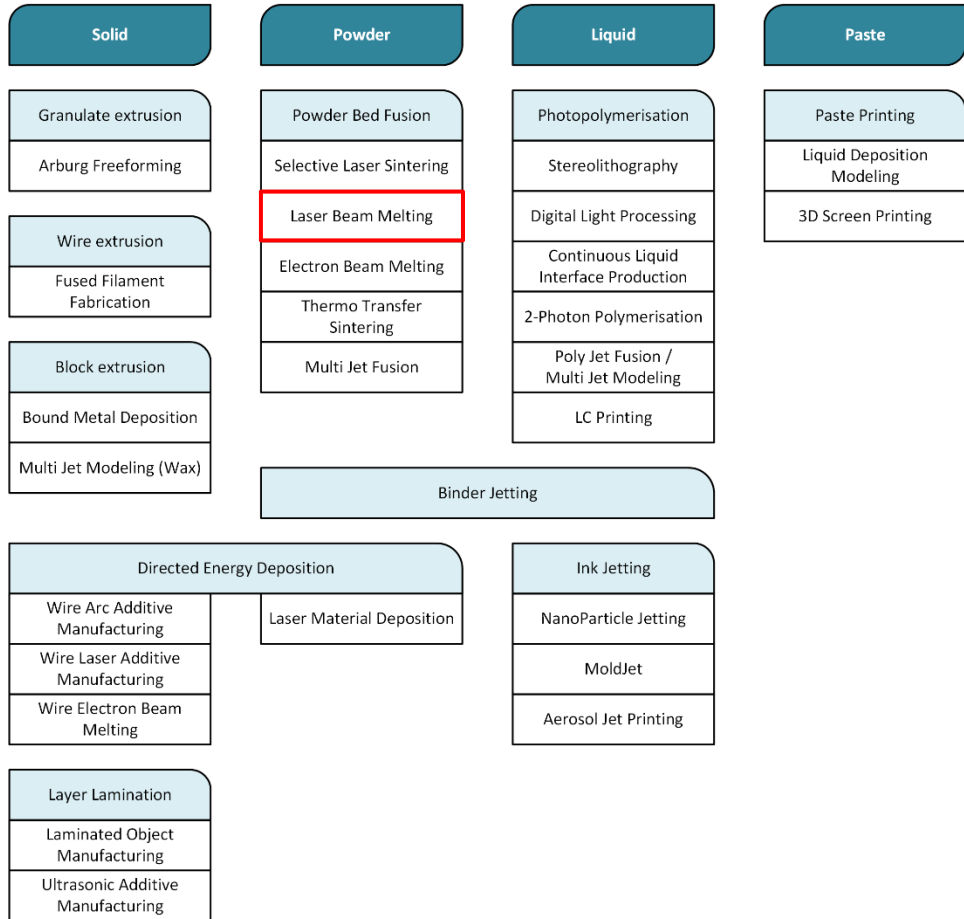 Solid
Powder
Liquid
Paste
Granulate extrusion
Arburg Freeforming
Wire extrusion
Fused Filament
Fabrication
Block extrusion
Bound Metal Deposition
Multi Jet Modeling (Wax)
Powder Bed Fusion
Selective Laser Sintering
Laser Beam Melting
Electron Beam Melting
Thermo Transfer
Sintering
Multi Jet Fusion
Photopolymerisation
Stereolithography
Digital Light Processing
Continuous Liquid
Interface Production
2-Photon Polymerisation
Poly Jet Fusion /
Multi Jet Modeling
LC Printing
Paste Printing
Liquid Deposition
Modeling
3D Screen Printing
Binder Jetting
Directed Energy Deposition
Wire Arc Additive
Manufacturing
Wire Laser Additive
Manufacturing
Wire Electron Beam
Melting
Laser Material Deposition
Ink Jetting
NanoParticle Jetting
MoldJet
Aerosol Jet Printing
Layer Lamination
Laminated Object
Manufacturing
Ultrasonic Additive
Manufacturing